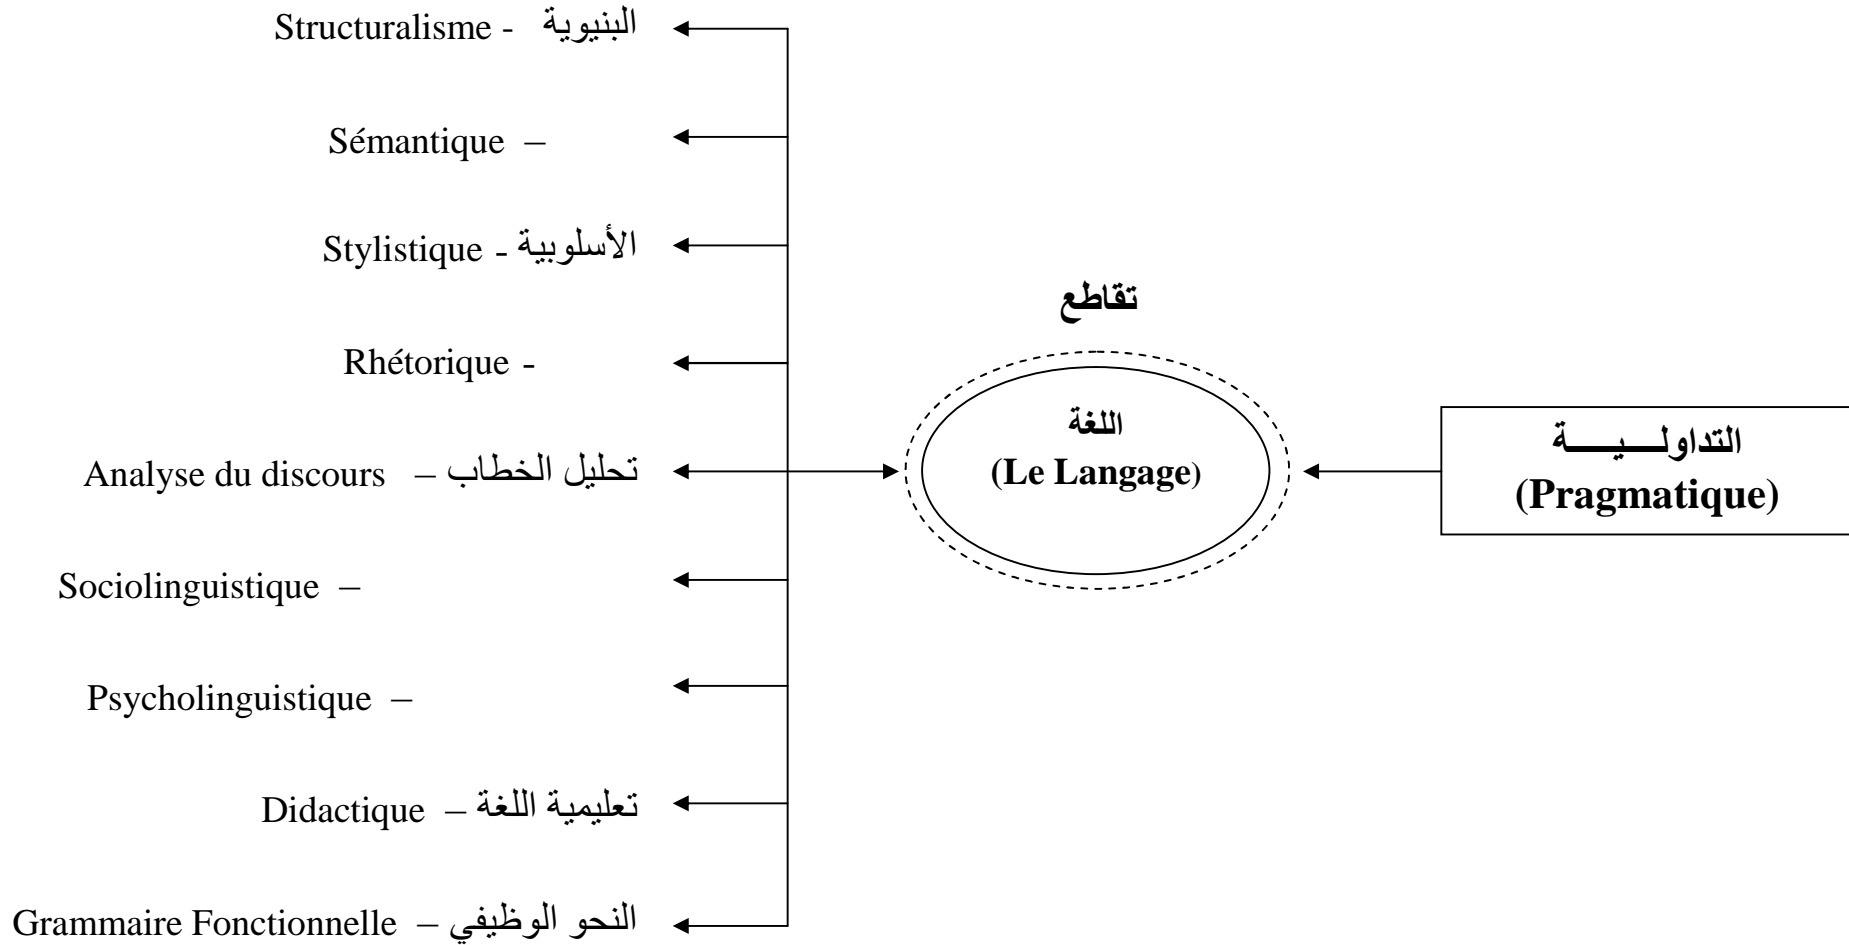 البنيوية - Structuralisme
Sémantique –
الأسلوبية - Stylistique
Rhétorique -
تحليل الخطاب – Analyse du discours
Sociolinguistique –
Psycholinguistique –
تعليمية اللغة – Didactique
النحو الوظيفي – Grammaire Fonctionnelle
تقاطع
اللغة
(Le Langage)
التداولــــيـــــــة
(Pragmatique)